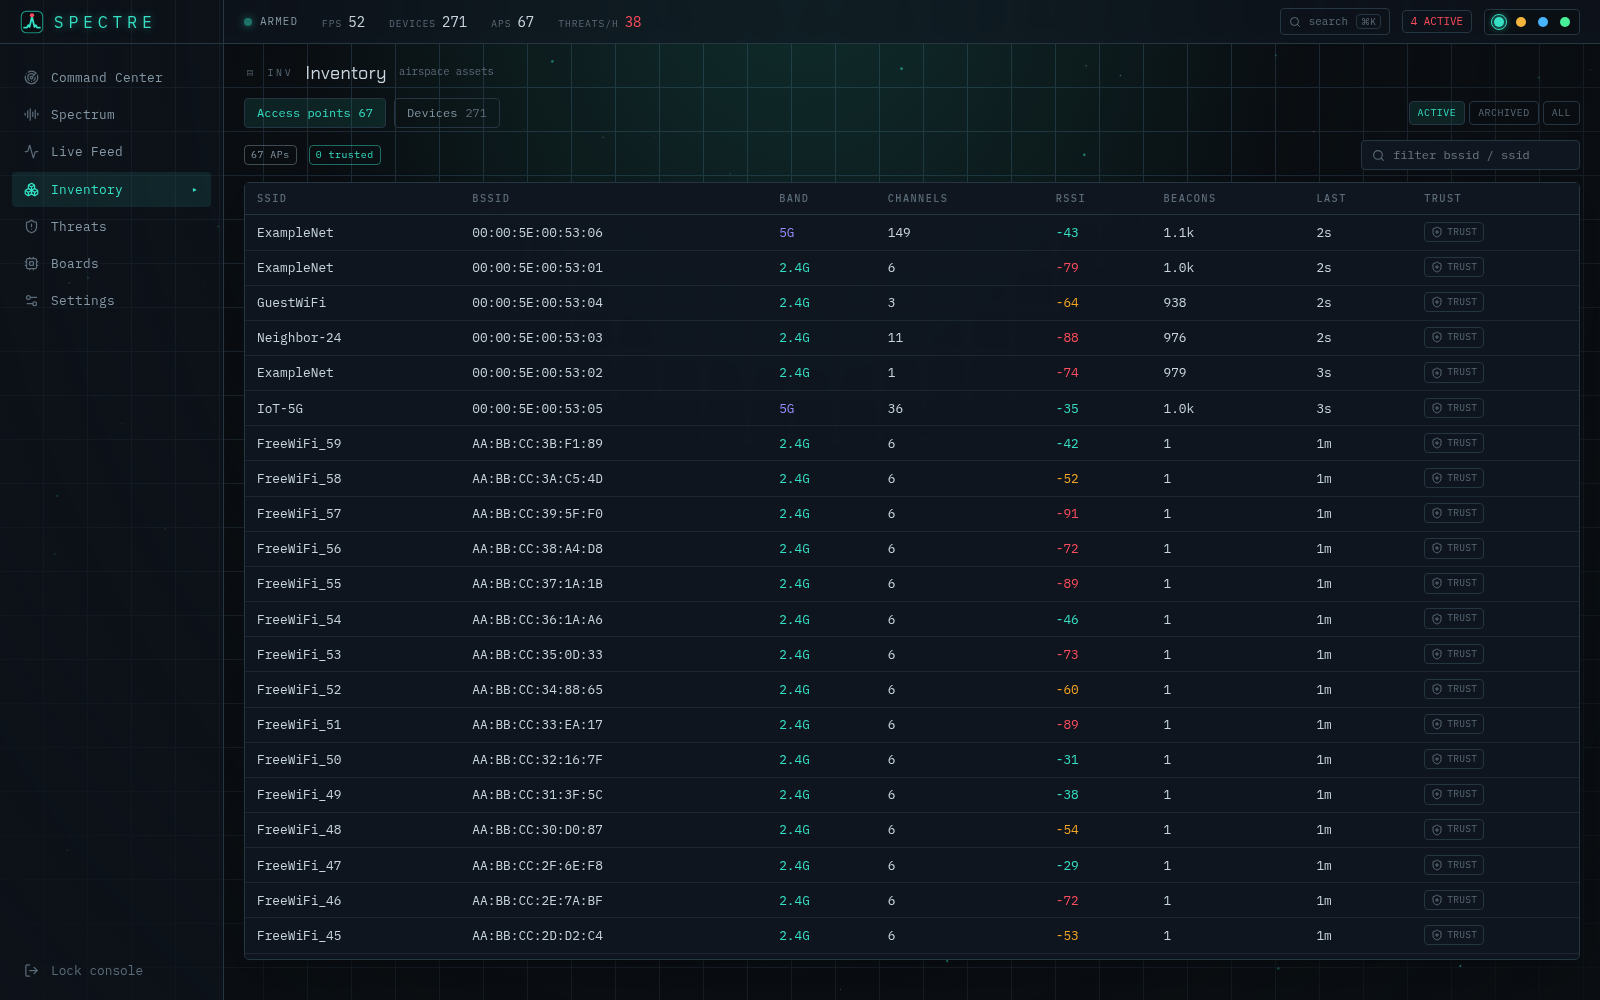 SPECTRE
ARMED FPS 52 DEVICES 271 APS 67 THREATS/H 38
search ⌘K 4 ACTIVE
Command Center
Spectrum
Live Feed
Inventory
Threats
Boards
Settings
Lock console
INV Inventory airspace assets
Access points 67 Devices 271
ACTIVE ARCHIVED ALL
67 APs 0 trusted
filter bssid / ssid
SSID BSSID BAND CHANNELS RSSI BEACONS LAST TRUST
ExampleNet 00:00:5E:00:53:06 5G 149 -43 1.1k 2s TRUST
ExampleNet 00:00:5E:00:53:01 2.4G 6 -79 1.0k 2s TRUST
GuestWiFi 00:00:5E:00:53:04 2.4G 3 -64 938 2s TRUST
Neighbor-24 00:00:5E:00:53:03 2.4G 11 -88 976 2s TRUST
ExampleNet 00:00:5E:00:53:02 2.4G 1 -74 979 3s TRUST
IoT-5G 00:00:5E:00:53:05 5G 36 -35 1.0k 3s TRUST
FreeWiFi_59 AA:BB:CC:3B:F1:89 2.4G 6 -42 1 1m TRUST
FreeWiFi_58 AA:BB:CC:3A:C5:4D 2.4G 6 -52 1 1m TRUST
FreeWiFi_57 AA:BB:CC:39:5F:F0 2.4G 6 -91 1 1m TRUST
FreeWiFi_56 AA:BB:CC:38:A4:D8 2.4G 6 -72 1 1m TRUST
FreeWiFi_55 AA:BB:CC:37:1A:1B 2.4G 6 -89 1 1m TRUST
FreeWiFi_54 AA:BB:CC:36:1A:A6 2.4G 6 -46 1 1m TRUST
FreeWiFi_53 AA:BB:CC:35:0D:33 2.4G 6 -73 1 1m TRUST
FreeWiFi_52 AA:BB:CC:34:88:65 2.4G 6 -60 1 1m TRUST
FreeWiFi_51 AA:BB:CC:33:EA:17 2.4G 6 -89 1 1m TRUST
FreeWiFi_50 AA:BB:CC:32:16:7F 2.4G 6 -31 1 1m TRUST
FreeWiFi_49 AA:BB:CC:31:3F:5C 2.4G 6 -38 1 1m TRUST
FreeWiFi_48 AA:BB:CC:30:D0:87 2.4G 6 -54 1 1m TRUST
FreeWiFi_47 AA:BB:CC:2F:6E:F8 2.4G 6 -29 1 1m TRUST
FreeWiFi_46 AA:BB:CC:2E:7A:BF 2.4G 6 -72 1 1m TRUST
FreeWiFi_45 AA:BB:CC:2D:D2:C4 2.4G 6 -53 1 1m TRUST